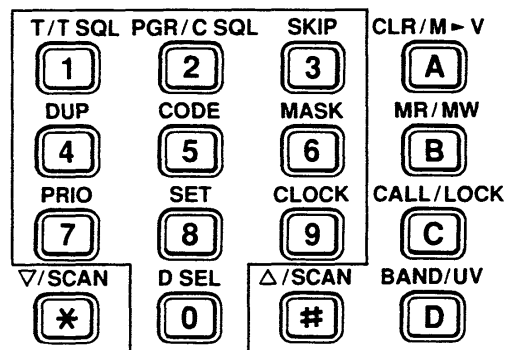 T/T SQL PGR/C SQL SKIP CLR/M►V
1 2 3 A
DUP CODE MASK MR/MW
4 5 6 B
PRIO SET CLOCK CALL/LOCK
7 8 9 C
▽/SCAN D SEL △/SCAN BAND/UV
* 0 # D